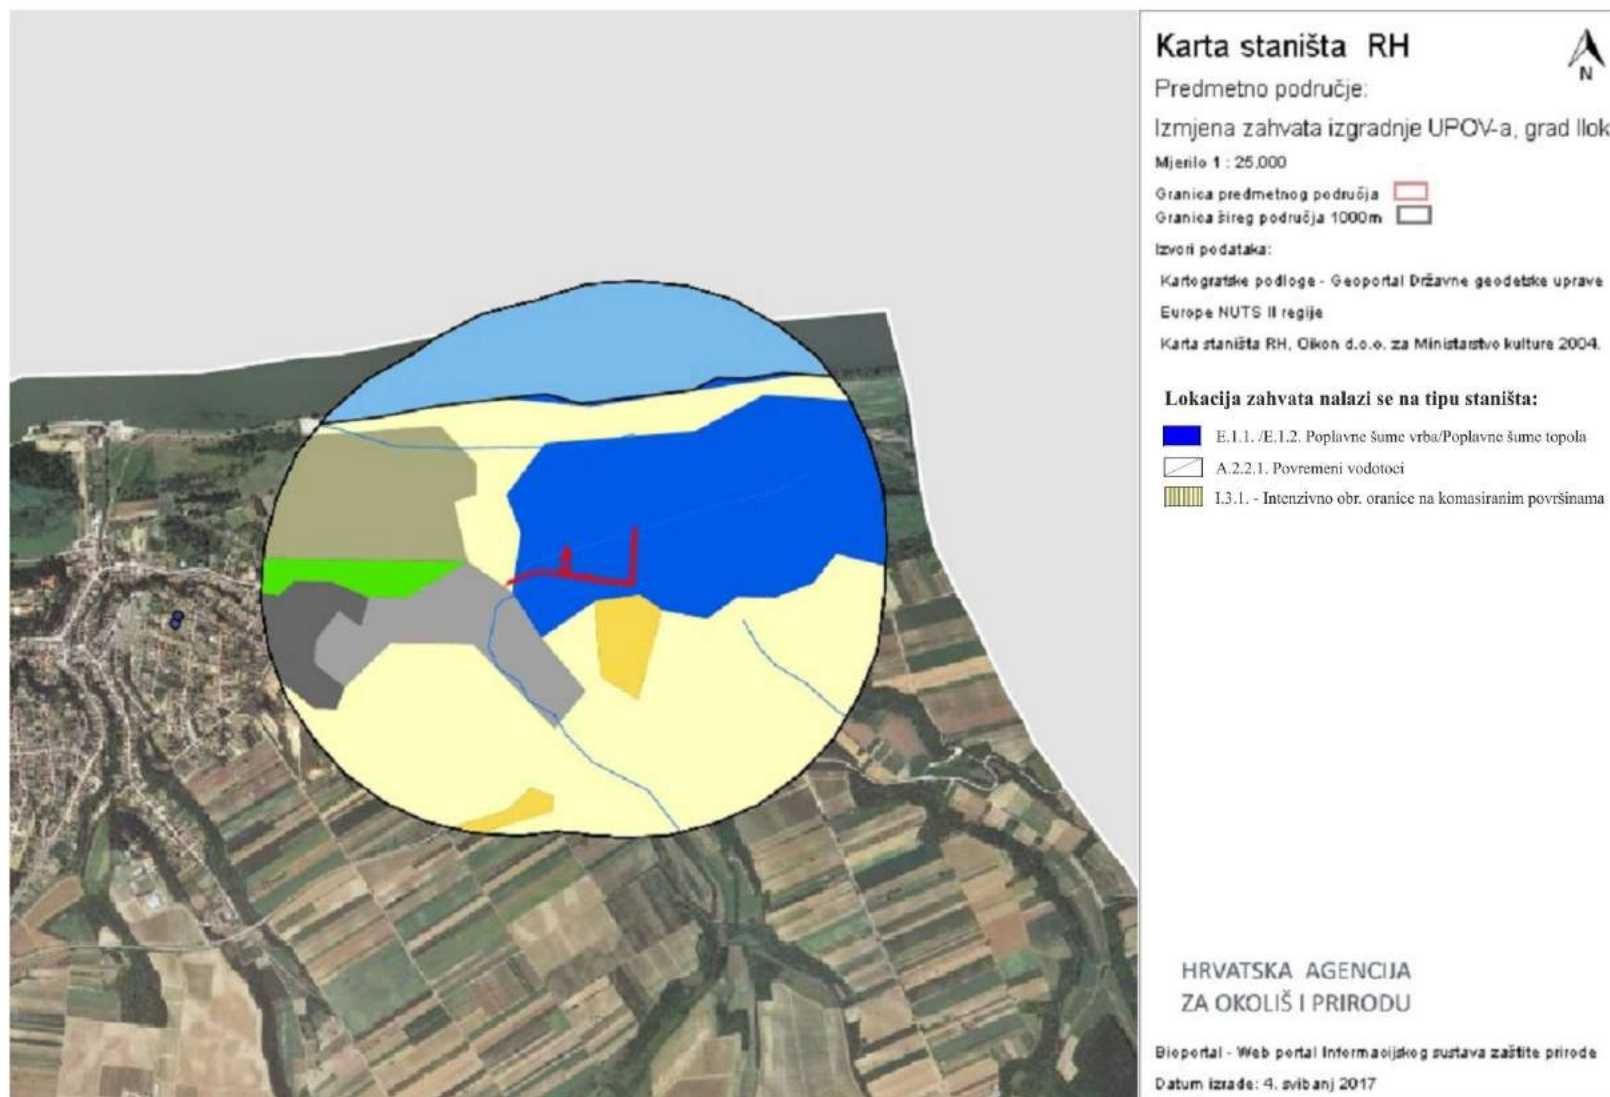 Karta staništa RH
N
Predmetno područje:
Izmjena zahvata izgradnje UPOV-a, grad Ilok
Mjerilo 1 : 25.000
Granica predmetnog područja
Granica šireg područja 1000m
Izvori podataka:
Kartografske podloge - Geoportal Državne geodetske uprave
Europe NUTS II regije
Karta staništa RH, Oikon d.o.o. za Ministarstvo kulture 2004.
Lokacija zahvata nalazi se na tipu staništa:
E.1.1. /E.1.2. Poplavne šume vrba/Poplavne šume topola
A.2.2.1. Povremeni vodotoci
I.3.1. - Intenzivno obr. oranice na komasiranim površinama
HRVATSKA AGENCIJA
ZA OKOLIŠ I PRIRODU
Bioportal - Web portal Informacijskog sustava zaštite prirode
Datum izrade: 4. svibanj 2017